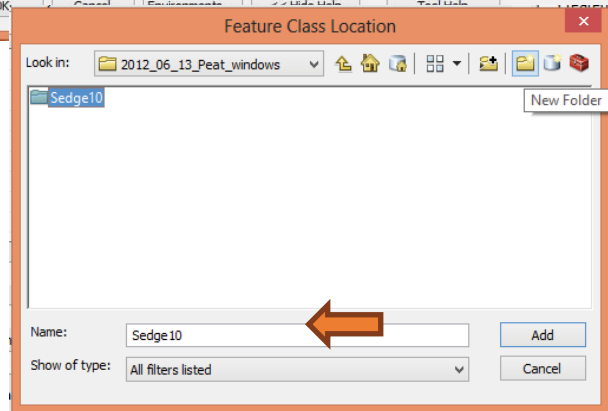 Cancel Environments... << Hide Help Tool Help
Feature Class Location
Look in: 2012_06_13_Peat_windows
Sedge10
New Folder
Name: Sedge10 Add
Show of type: All filters listed Cancel